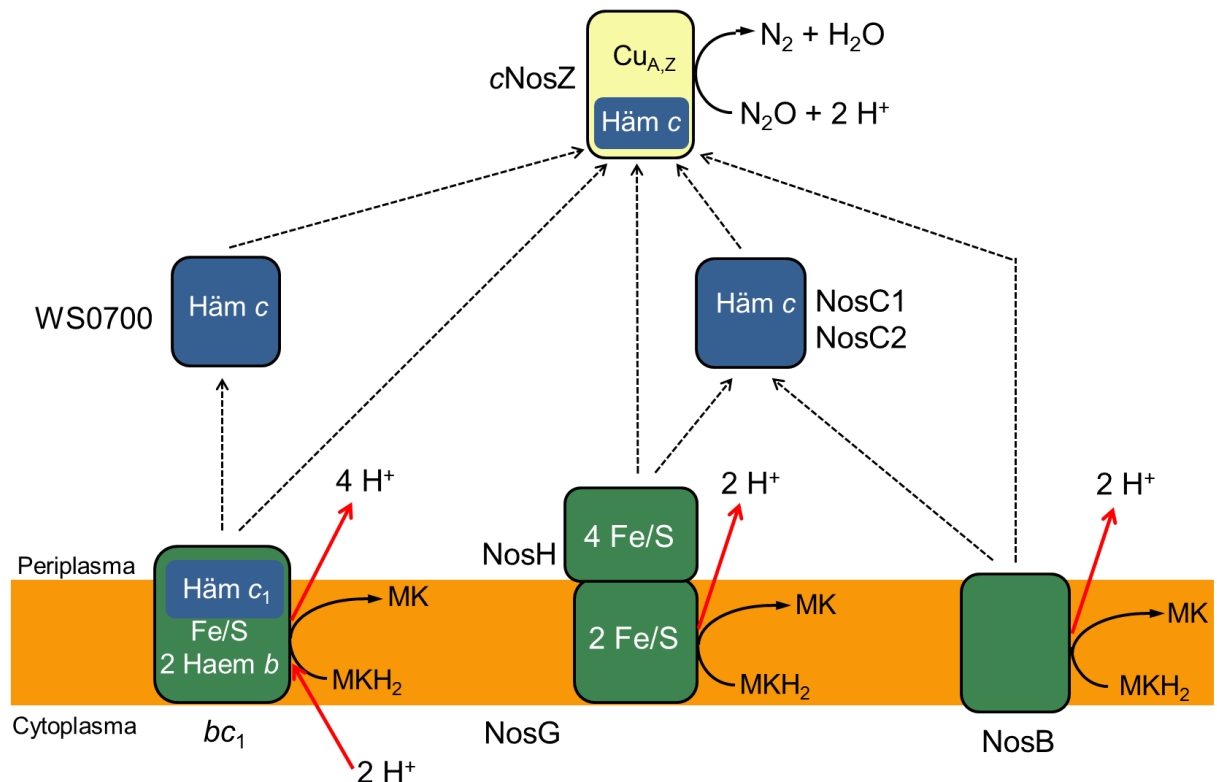 cNosZ
Cu_A,Z
Häm c
N₂ + H₂O
N₂O + 2 H⁺
WS0700
Häm c
Häm c
NosC1
NosC2
4 H⁺
2 H⁺
2 H⁺
Periplasma
Häm c₁
Fe/S
2 Haem b
MK
MKH₂
NosH
4 Fe/S
2 Fe/S
MK
MKH₂
MK
MKH₂
Cytoplasma
bc₁
2 H⁺
NosG
NosB